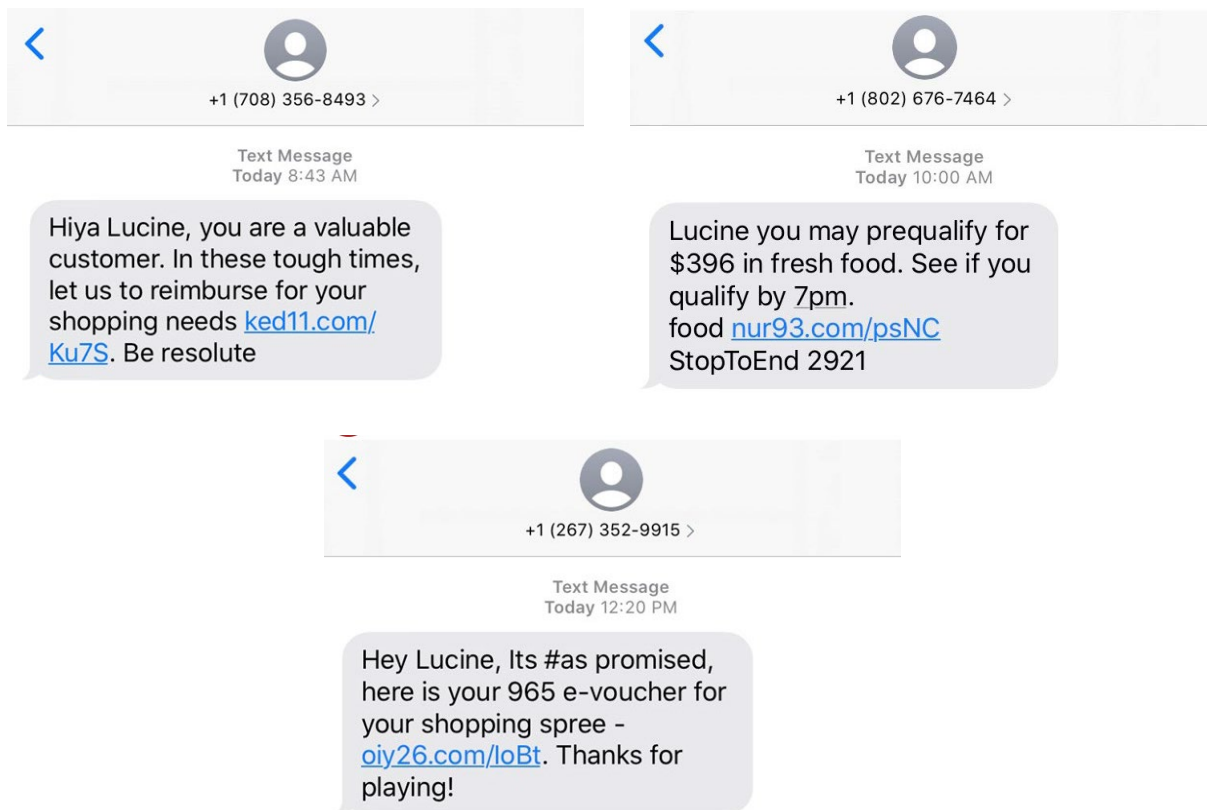 +1 (708) 356-8493 >
Text Message
Today 8:43 AM
Hiya Lucine, you are a valuable
customer. In these tough times,
let us to reimburse for your
shopping needs ked11.com/
Ku7S. Be resolute
+1 (802) 676-7464 >
Text Message
Today 10:00 AM
Lucine you may prequalify for
$396 in fresh food. See if you
qualify by 7pm.
food nur93.com/psNC
StopToEnd 2921
+1 (267) 352-9915 >
Text Message
Today 12:20 PM
Hey Lucine, Its #as promised,
here is your 965 e-voucher for
your shopping spree -
oiy26.com/loBt. Thanks for
playing!